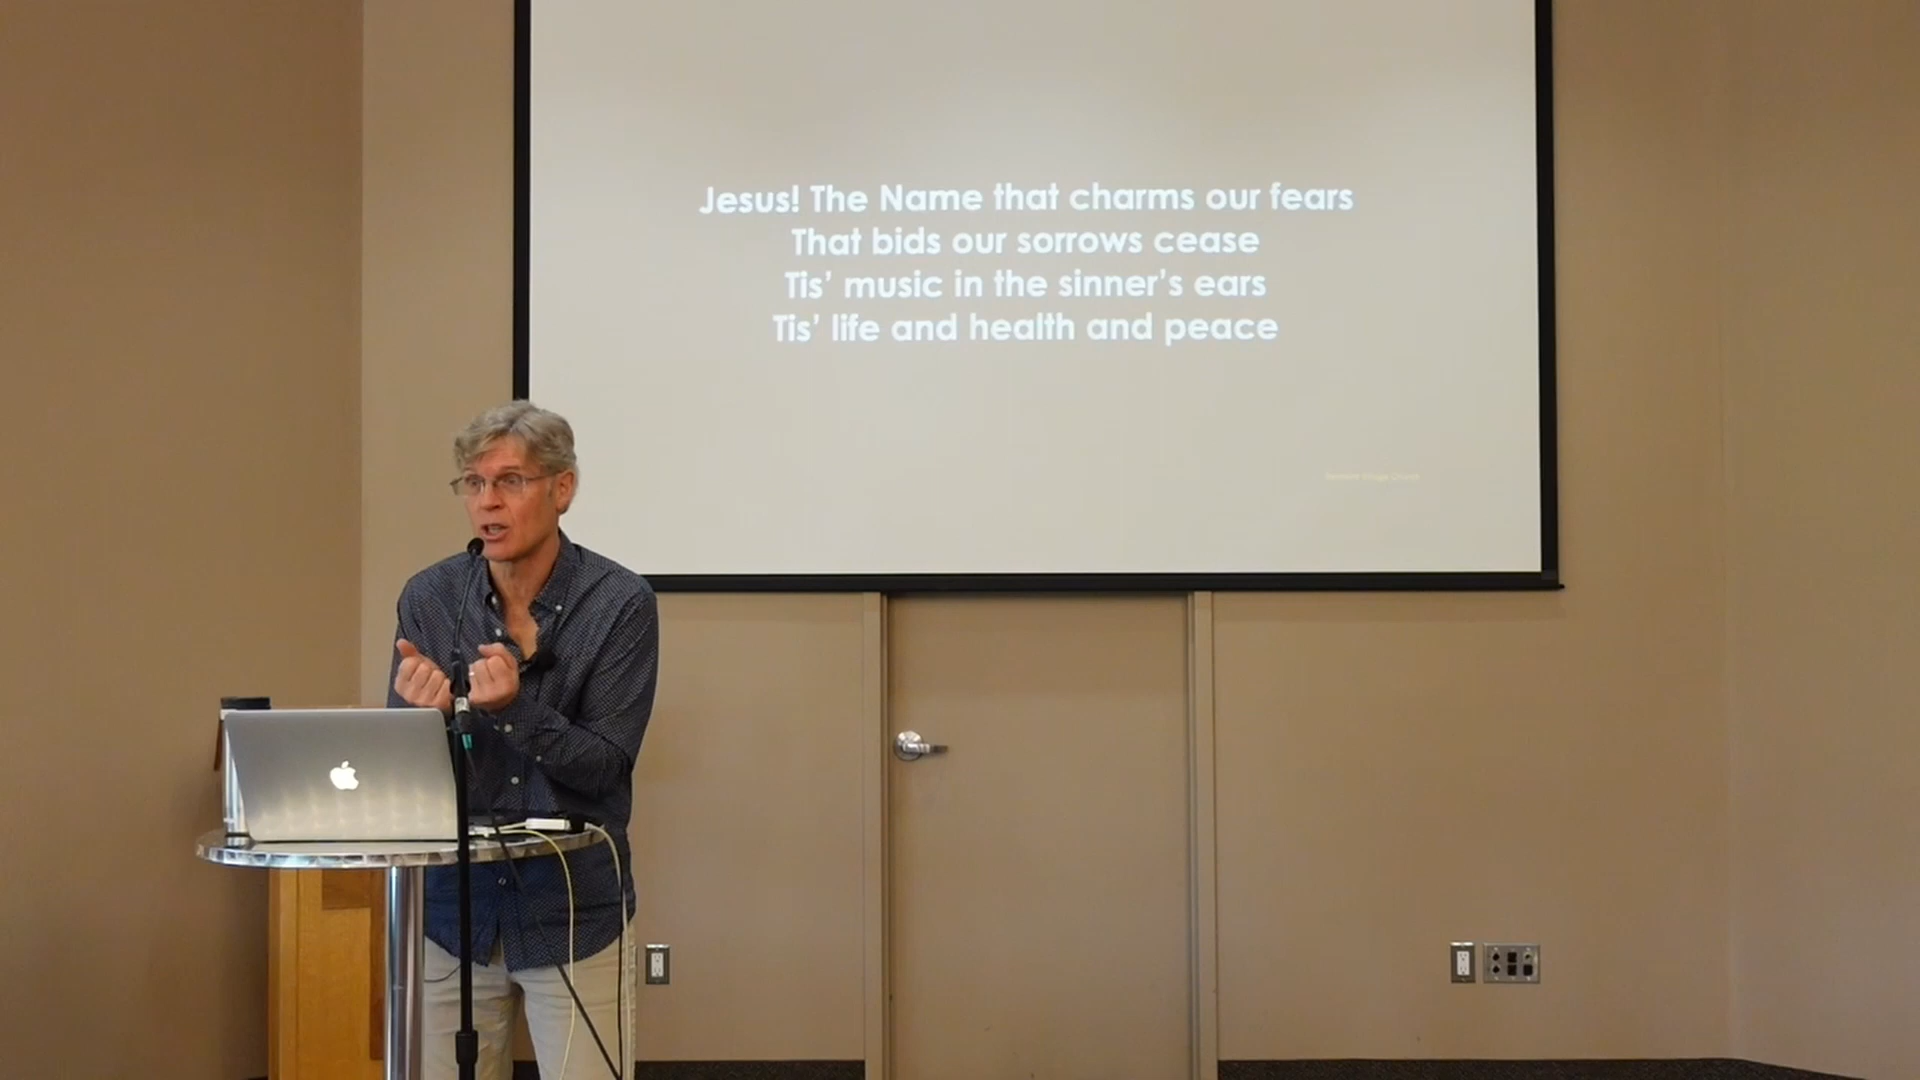 Jesus! The Name that charms our fears
That bids our sorrows cease
Tis’ music in the sinner’s ears
Tis’ life and health and peace